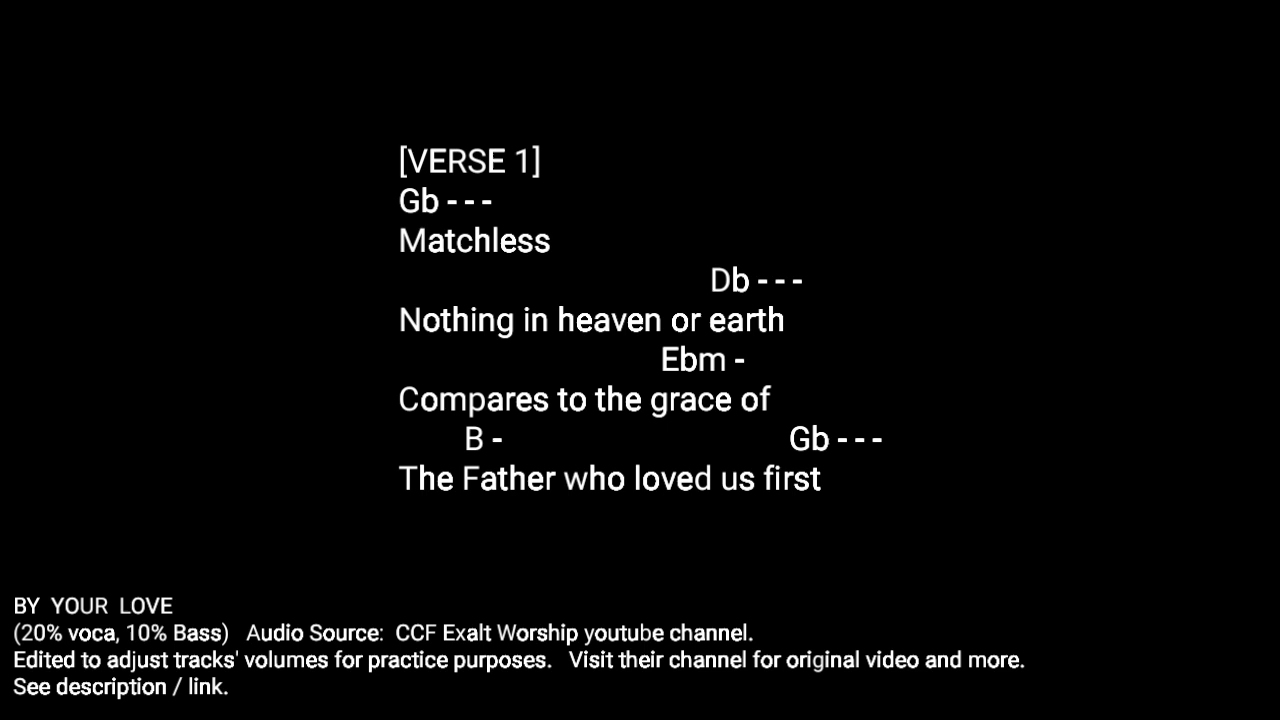 [VERSE 1]
Gb - - -
Matchless
Db - - -
Nothing in heaven or earth
Ebm -
Compares to the grace of
B - Gb - - -
The Father who loved us first
BY YOUR LOVE
(20% voca, 10% Bass) Audio Source: CCF Exalt Worship youtube channel.
Edited to adjust tracks' volumes for practice purposes. Visit their channel for original video and more.
See description / link.